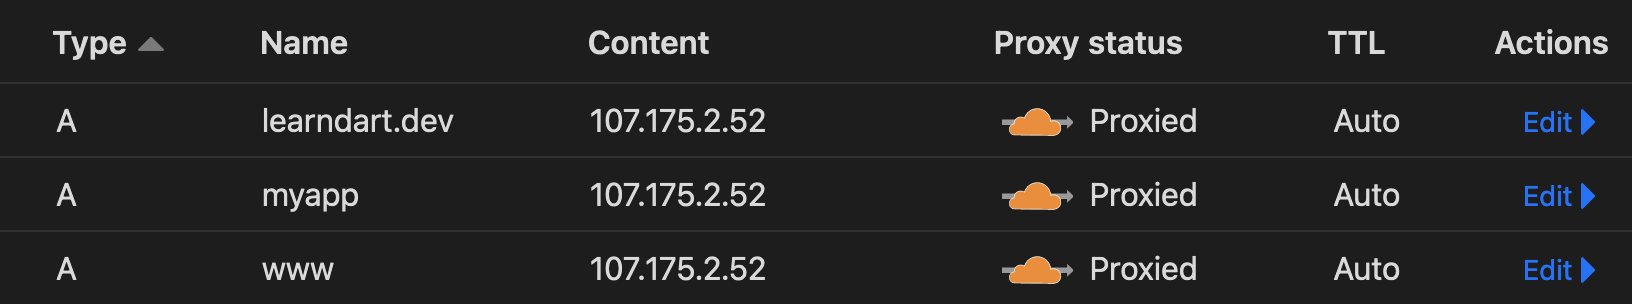 Type Name Content Proxy status TTL Actions
A learndart.dev 107.175.2.52 Proxied Auto Edit
A myapp 107.175.2.52 Proxied Auto Edit
A www 107.175.2.52 Proxied Auto Edit